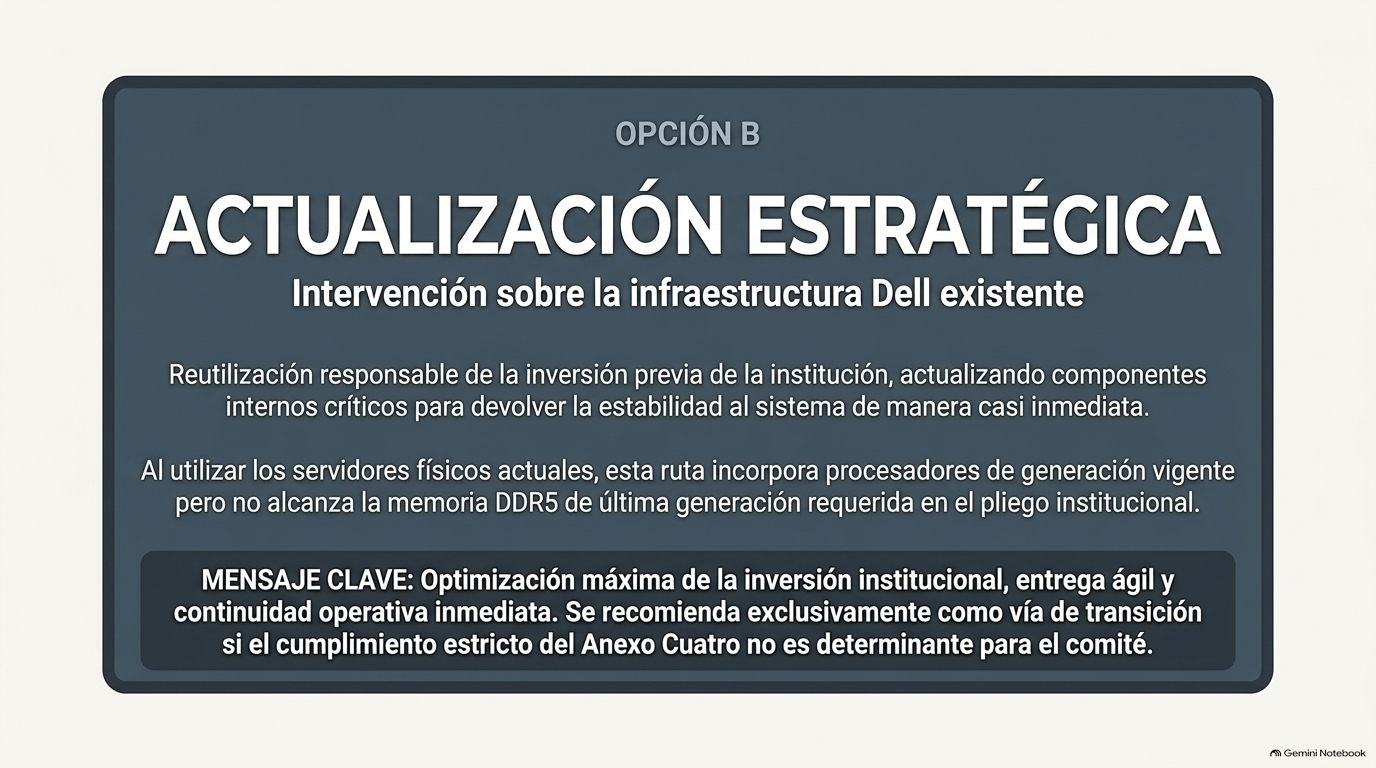 OPCIÓN B
ACTUALIZACIÓN ESTRATÉGICA
Intervención sobre la infraestructura Dell existente
Reutilización responsable de la inversión previa de la institución, actualizando componentes
internos críticos para devolver la estabilidad al sistema de manera casi inmediata.
Al utilizar los servidores físicos actuales, esta ruta incorpora procesadores de generación vigente
pero no alcanza la memoria DDR5 de última generación requerida en el pliego institucional.
MENSAJE CLAVE: Optimización máxima de la inversión institucional, entrega ágil y
continuidad operativa inmediata. Se recomienda exclusivamente como vía de transición
si el cumplimiento estricto del Anexo Cuatro no es determinante para el comité.
Gemini Notebook